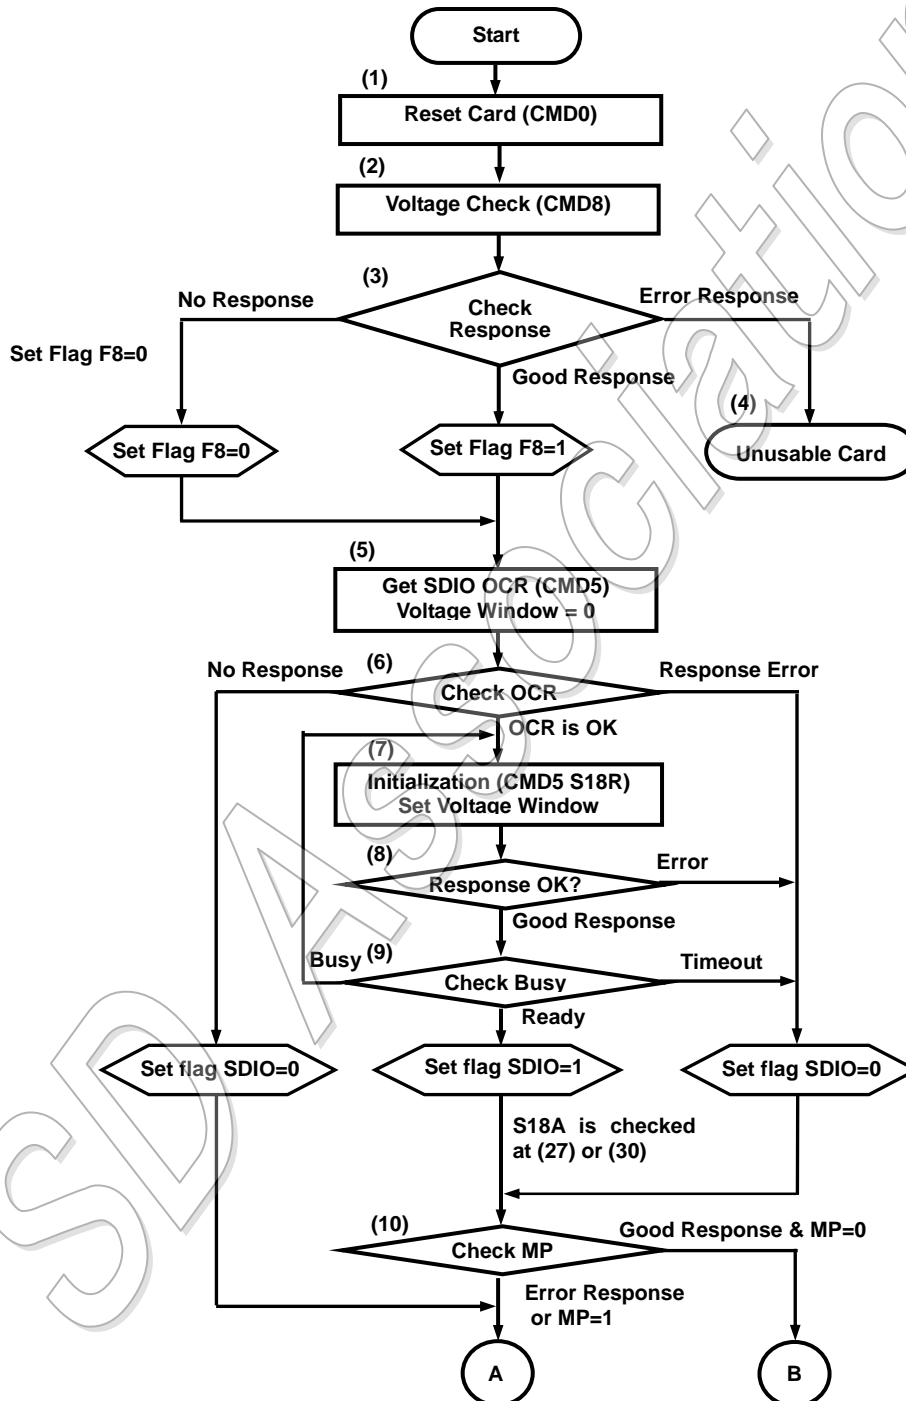 Start
(1)
Reset Card (CMD0)
(2)
Voltage Check (CMD8)
(3)
No Response
Error Response
Check
Response
Set Flag F8=0
Good Response
(4)
Set Flag F8=0
Set Flag F8=1
Unusable Card
(5)
Get SDIO OCR (CMD5)
Voltage Window = 0
No Response
(6)
Response Error
Check OCR
OCR is OK
(7)
Initialization (CMD5 S18R)
Set Voltage Window
(8)
Error
Response OK?
Good Response
Busy
(9)
Timeout
Check Busy
Ready
Set flag SDIO=0
Set flag SDIO=1
Set flag SDIO=0
S18A is checked
at (27) or (30)
(10)
Good Response & MP=0
Check MP
Error Response
or MP=1
A
B
SD Association